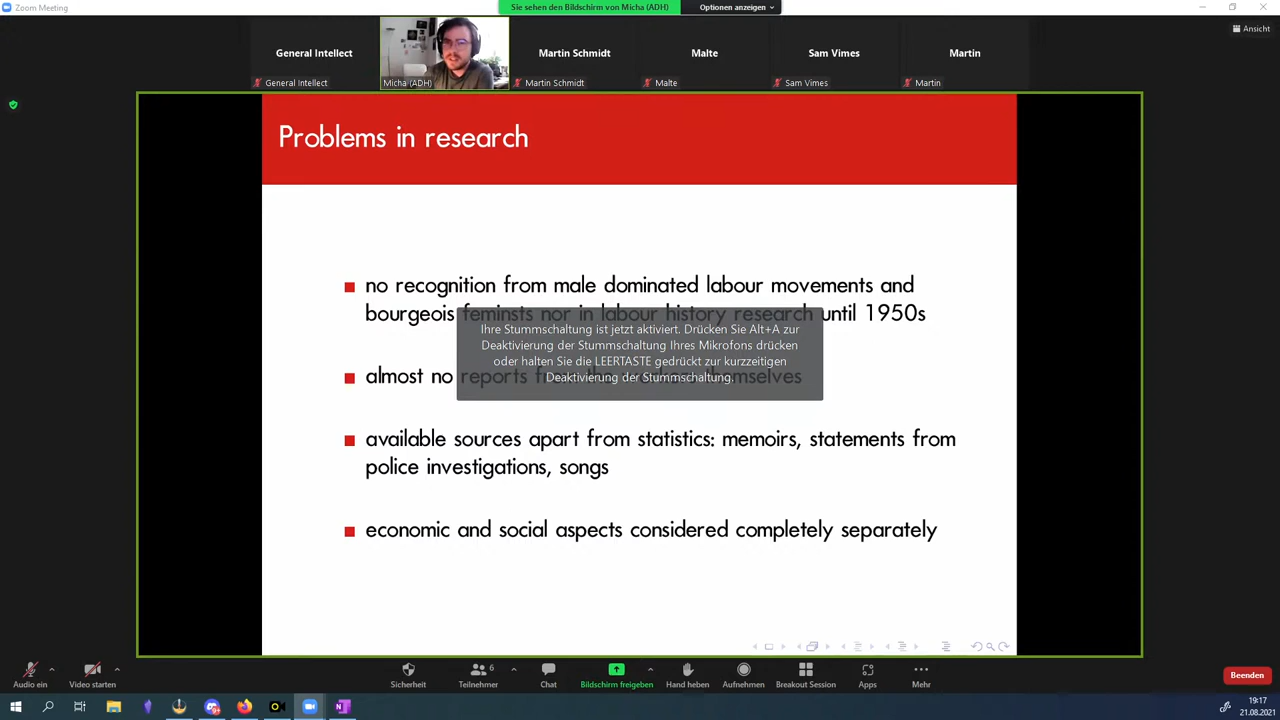 Zoom Meeting
Sie sehen den Bildschirm von Micha (ADH)
Optionen anzeigen
Ansicht
General Intellect
Martin Schmidt
Malte
Sam Vimes
Martin
General Intellect
Micha (ADH)
Martin Schmidt
Malte
Sam Vimes
Martin
Problems in research
no recognition from male dominated labour movements and
bourgeois feminsts nor in labour history research until 1950s
Ihre Stummschaltung ist jetzt aktiviert. Drücken Sie Alt+A zur
Deaktivierung der Stummschaltung Ihres Mikrofons drücken
oder halten Sie die LEERTASTE gedrückt zur kurzzeitigen
Deaktivierung der Stummschaltung.
almost no reports from the workers themselves
available sources apart from statistics: memoirs, statements from
police investigations, songs
economic and social aspects considered completely separately
Audio ein
Video starten
Sicherheit
Teilnehmer
6
Chat
Bildschirm freigeben
Hand heben
Aufnehmen
Breakout Session
Apps
Mehr
Beenden
19:17
21.08.2021